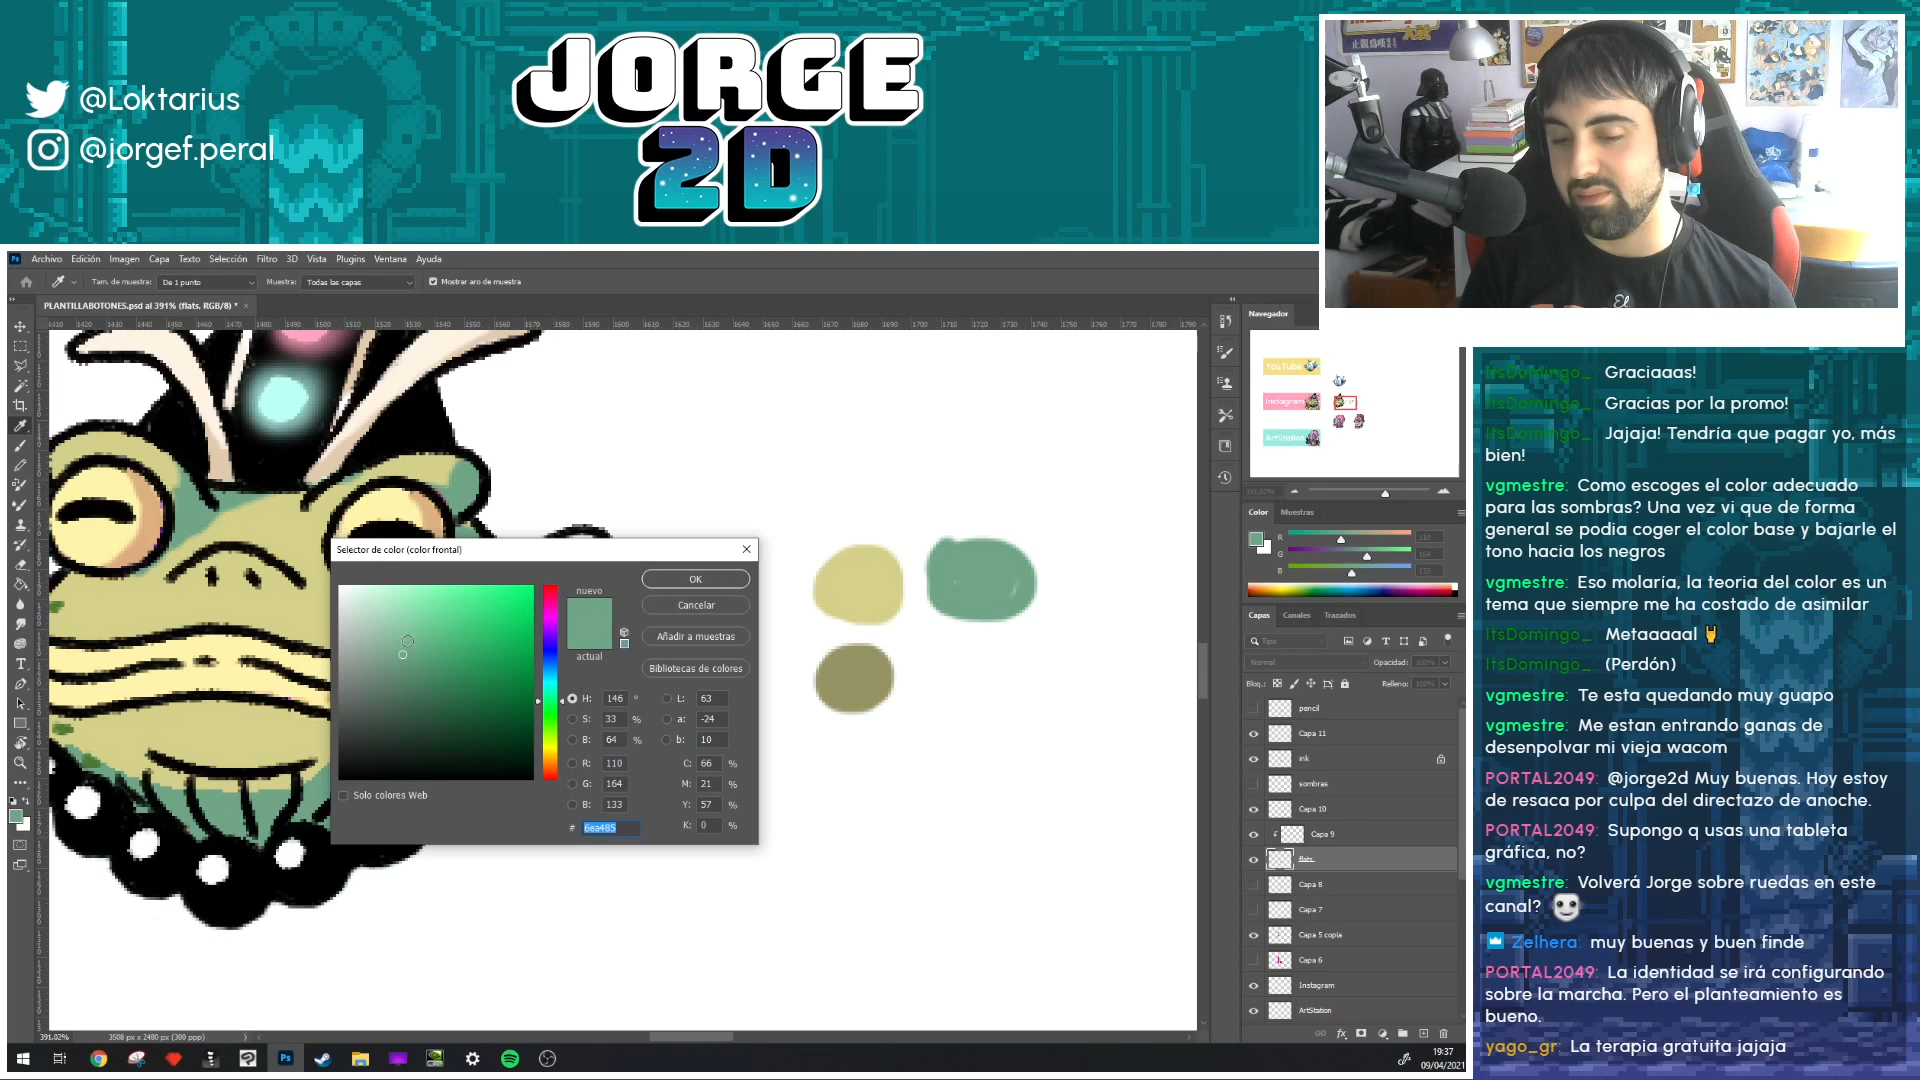 @Loktarius
@jorgef.peral
JORGE
2D
Archivo Edición Imagen Capa Texto Selección Filtro 3D Vista Plugins Ventana Ayuda
Tam. de muestra: De 1 punto Muestra: Todas las capas Mostrar aro de muestra
PLANTILLABOTONES.psd al 391% (flats, RGB/8) *
Navegador
YouTube
Instagram
ArtStation
Color Muestras
R 110
G 164
B 133
Capas Canales Trazados
Tipo
Normal Opacidad: 100%
Bloq.: Relleno: 100%
pencil
Capa 11
ink
sombras
Capa 10
Capa 9
flats
Capa 8
Capa 7
Capa 5 copia
Capa 6
Instagram
ArtStation
Selector de color (color frontal)
nuevo
actual
OK
Cancelar
Añadir a muestras
Bibliotecas de colores
H: 146 ° L: 63
S: 33 % a: -24
B: 64 % b: 10
R: 110 C: 66 %
G: 164 M: 21 %
B: 133 Y: 57 %
# 6ea485 K: 0 %
Solo colores Web
391.02% 3508 px x 2480 px (300 ppp)
19:37
09/04/2021
El
ItsDomingo_ Graciaaas!
ItsDomingo_ Gracias por la promo!
ItsDomingo_ Jajaja! Tendría que pagar yo, más
bien!
vgmestre: Como escoges el color adecuado
para las sombras? Una vez vi que de forma
general se podia coger el color base y bajarle el
tono hacia los negros
vgmestre: Eso molaría, la teoria del color es un
tema que siempre me ha costado de asimilar
ItsDomingo_ Metaaaaal
ItsDomingo_ (Perdón)
vgmestre: Te esta quedando muy guapo
vgmestre: Me estan entrando ganas de
desenpolvar mi vieja wacom
PORTAL2049: @jorge2d Muy buenas. Hoy estoy
de resaca por culpa del directazo de anoche.
PORTAL2049: Supongo q usas una tableta
gráfica, no?
vgmestre: Volverá Jorge sobre ruedas en este
canal?
Zelhera: muy buenas y buen finde
PORTAL2049: La identidad se irá configurando
sobre la marcha. Pero el planteamiento es
bueno.
yago_gr: La terapia gratuita jajaja